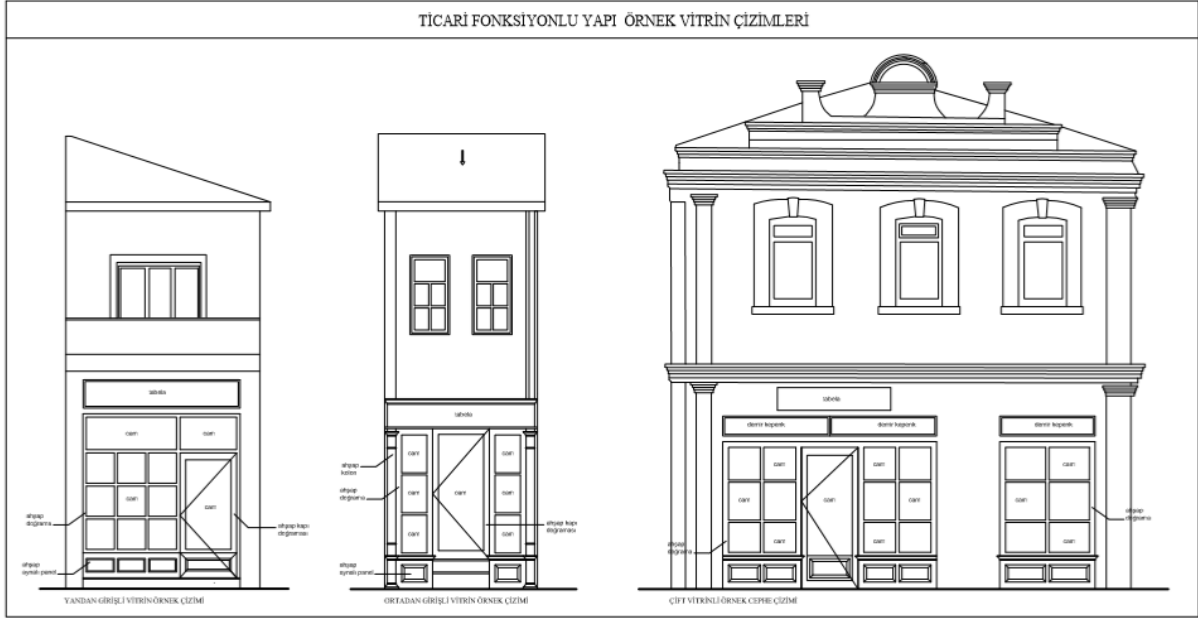 TİCARİ FONKSİYONLU YAPI ÖRNEK VİTRİN ÇİZİMLERİ
tabela
cam
cam
cam
cam
ahşap
doğrama
ahşap kapı
doğraması
ahşap
aynalı panel
YANDAN GİRİŞLİ VİTRİN ÖRNEK ÇİZİMİ
tabela
cam
cam
ahşap
kolon
ahşap
doğrama
cam
cam
cam
cam
cam
ahşap kapı
doğraması
ahşap
aynalı panel
ORTADAN GİRİŞLİ VİTRİN ÖRNEK ÇİZİMİ
tabela
demir kepenk
demir kepenk
demir kepenk
cam
cam
cam
cam
cam
cam
cam
cam
cam
cam
cam
ahşap
doğrama
ahşap
doğrama
ÇİFT VİTRİNLİ ÖRNEK CEPHE ÇİZİMİ